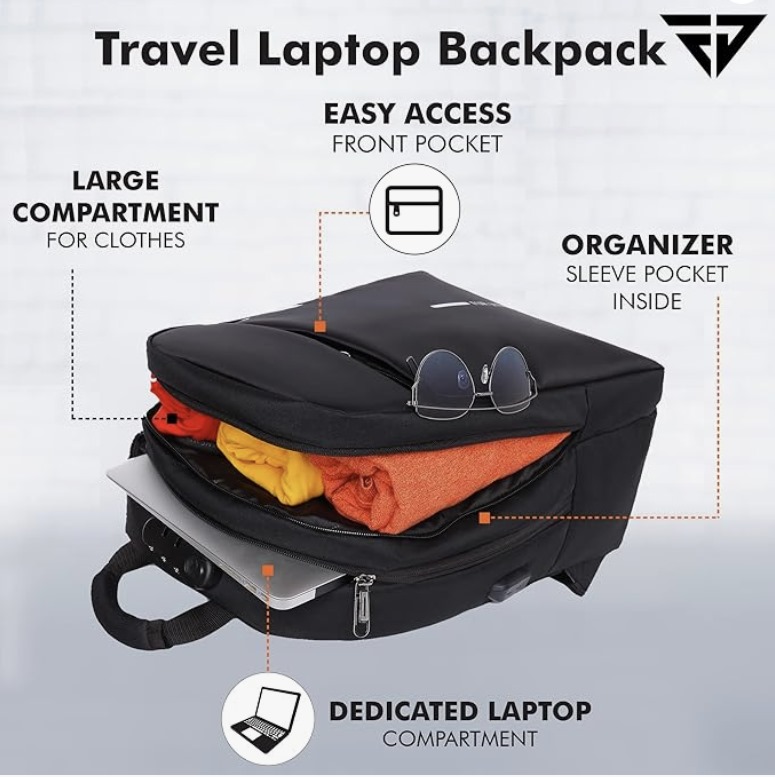 Travel Laptop Backpack
EASY ACCESS
FRONT POCKET
LARGE
COMPARTMENT
FOR CLOTHES
ORGANIZER
SLEEVE POCKET
INSIDE
DEDICATED LAPTOP
COMPARTMENT